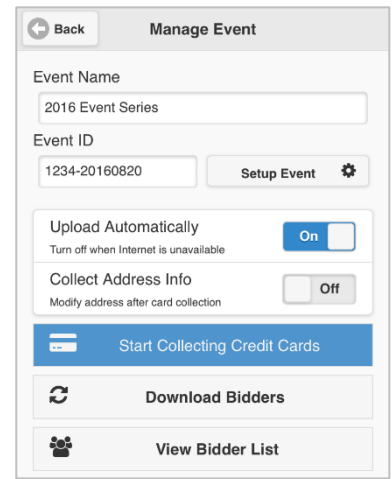 Back
Manage Event
Event Name
2016 Event Series
Event ID
1234-20160820
Setup Event
Upload Automatically
Turn off when Internet is unavailable
On
Collect Address Info
Modify address after card collection
Off
Start Collecting Credit Cards
Download Bidders
View Bidder List